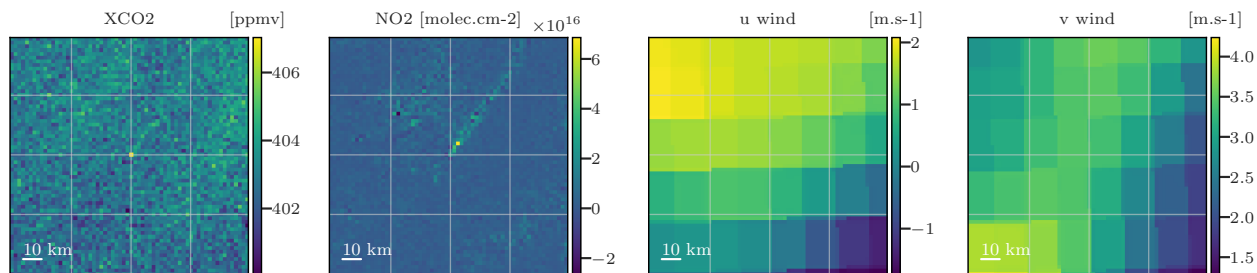 XCO2 [ppmv]
406
404
402
10 km
NO2 [molec.cm-2]
×10¹⁶
6
4
2
0
−2
10 km
u wind [m.s-1]
2
1
0
−1
10 km
v wind [m.s-1]
4.0
3.5
3.0
2.5
2.0
1.5
10 km